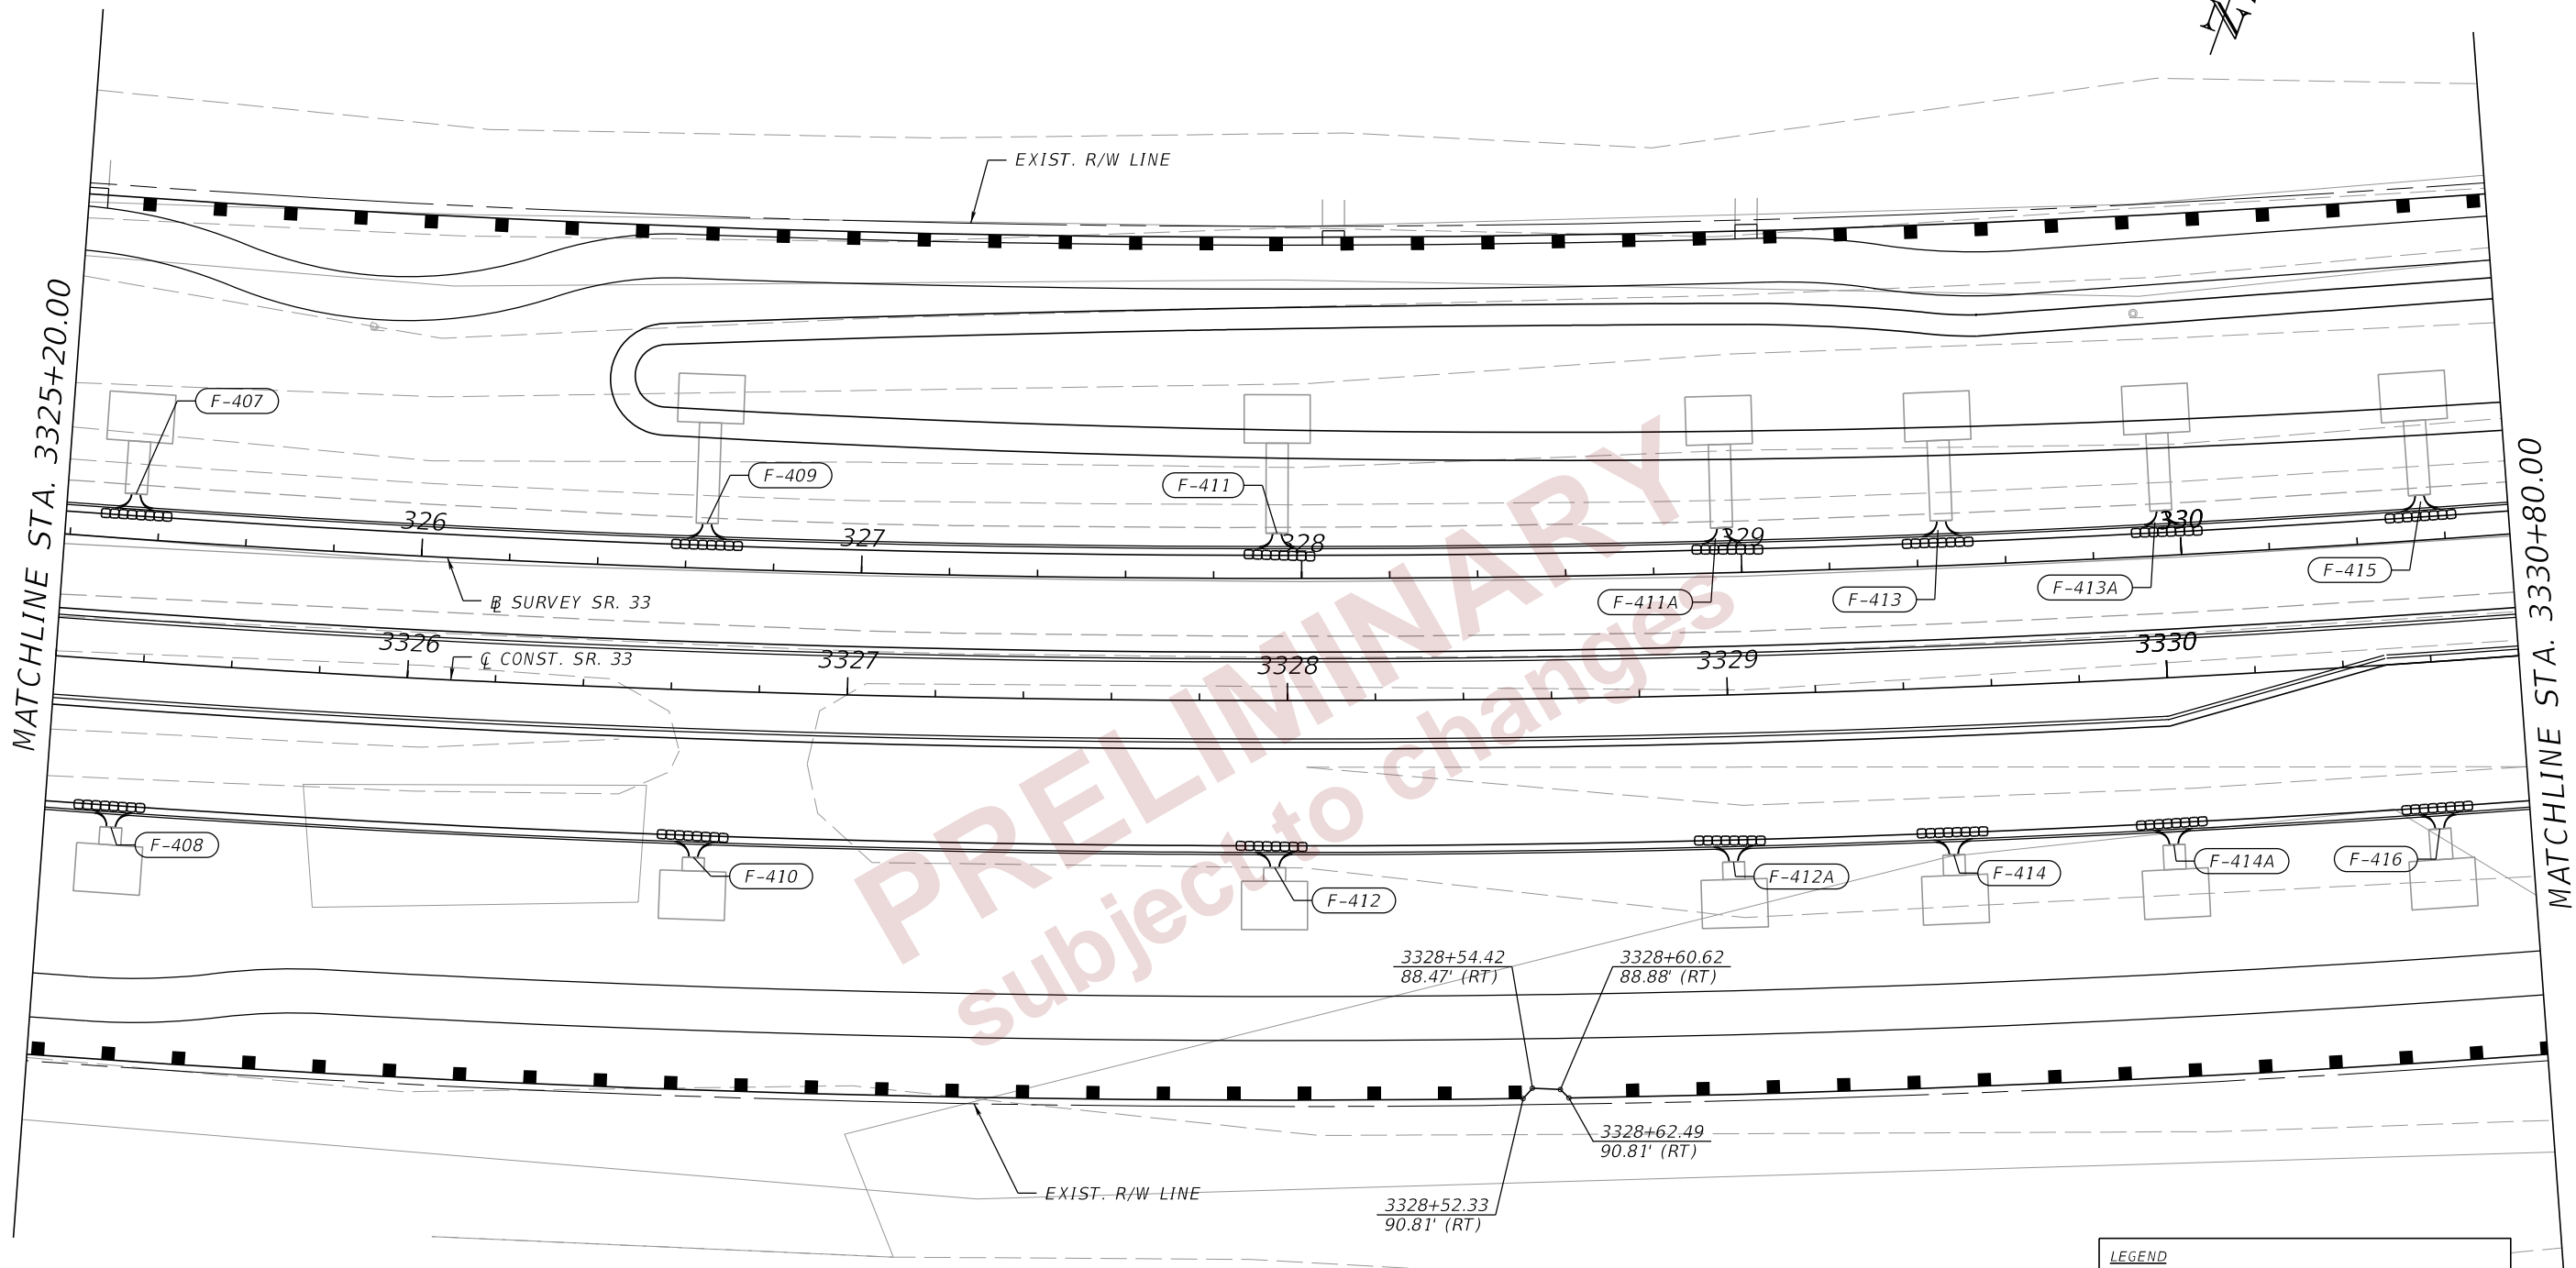 EXIST. R/W LINE
MATCHLINE STA. 3325+20.00
MATCHLINE STA. 3330+80.00
F-407
F-409
F-411
326
327
328
329
330
F-411A
F-413
F-413A
F-415
BL SURVEY SR. 33
3326
CL CONST. SR. 33
3327
3328
3329
3330
PRELIMINARY
subject to changes
F-408
F-410
F-412
F-412A
F-414
F-414A
F-416
3328+54.42
88.47' (RT)
3328+60.62
88.88' (RT)
3328+62.49
90.81' (RT)
EXIST. R/W LINE
3328+52.33
90.81' (RT)
LEGEND